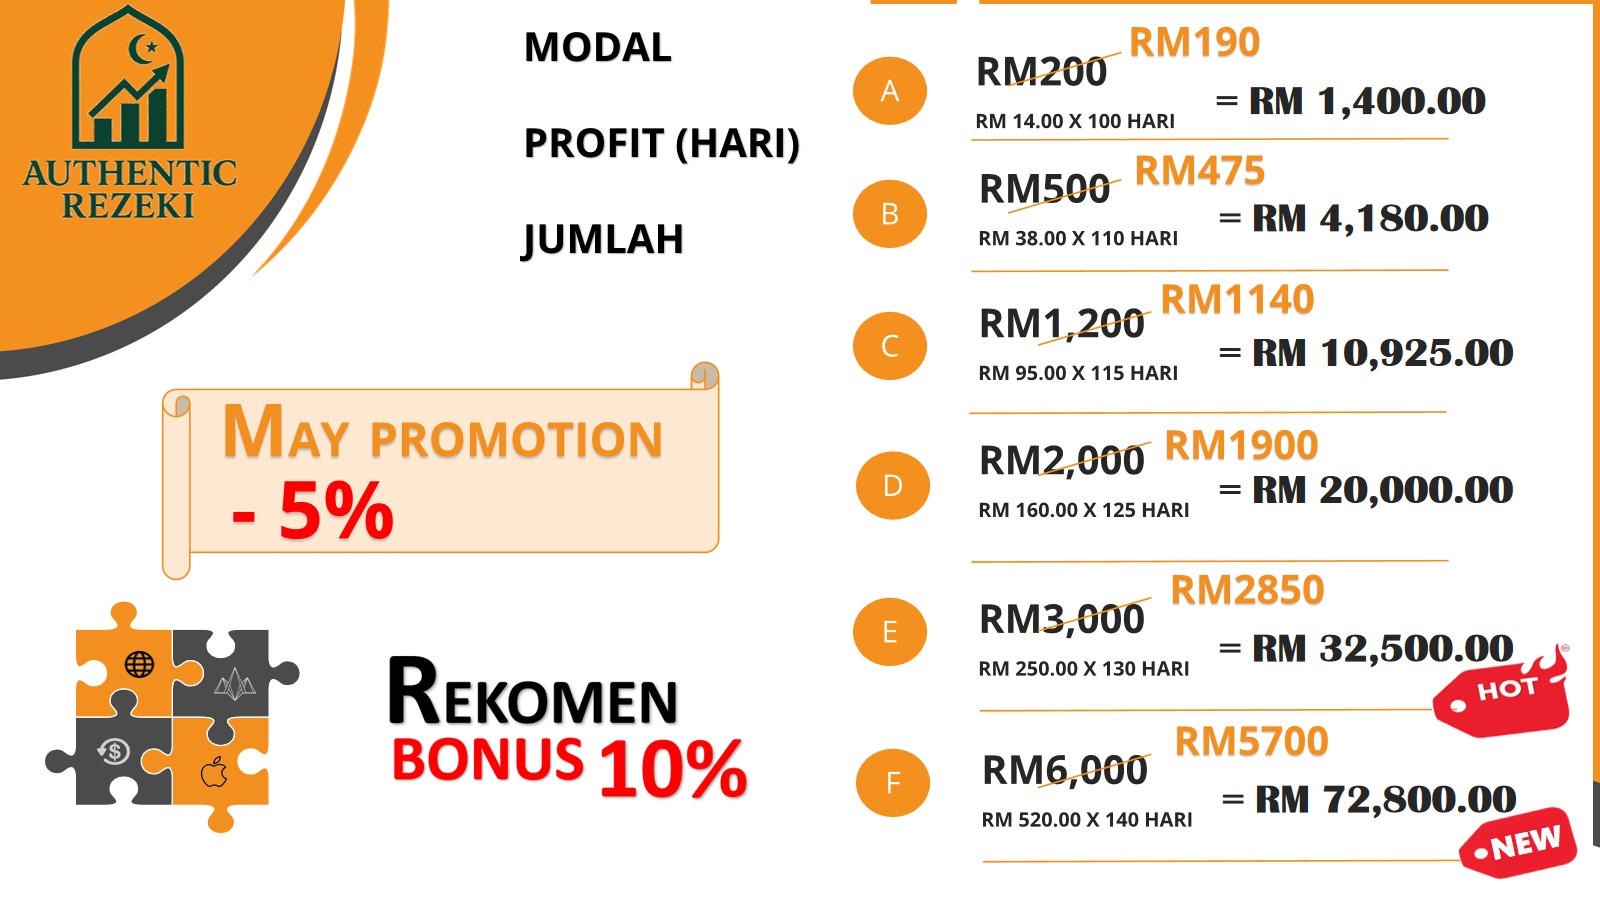 AUTHENTIC
REZEKI
MODAL
PROFIT (HARI)
JUMLAH
MAY PROMOTION
- 5%
REKOMEN
BONUS 10%
A
RM200 RM190
RM 14.00 X 100 HARI = RM 1,400.00
B
RM500 RM475
RM 38.00 X 110 HARI = RM 4,180.00
C
RM1,200 RM1140
RM 95.00 X 115 HARI = RM 10,925.00
D
RM2,000 RM1900
RM 160.00 X 125 HARI = RM 20,000.00
E
RM3,000 RM2850
RM 250.00 X 130 HARI = RM 32,500.00
HOT
F
RM6,000 RM5700
RM 520.00 X 140 HARI = RM 72,800.00
NEW